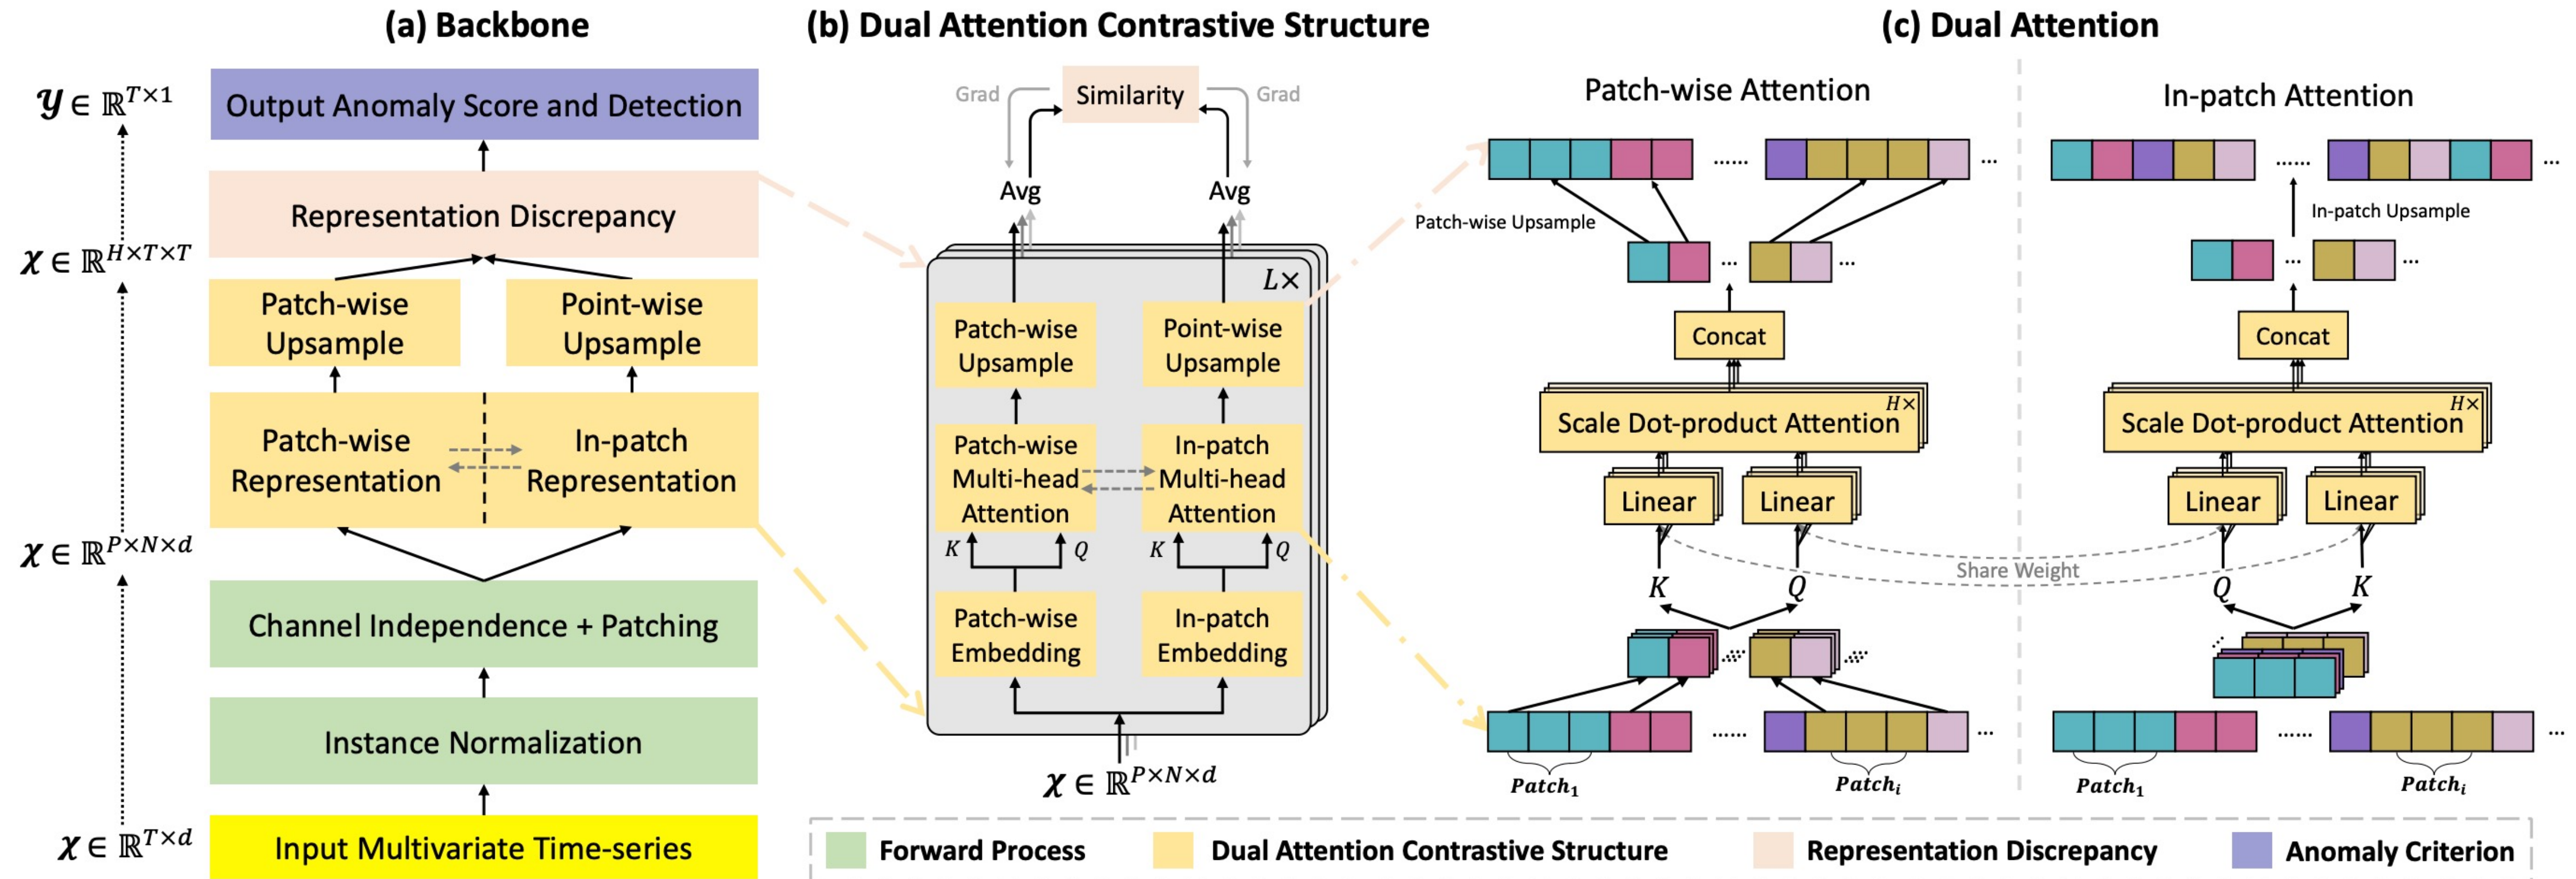 (a) Backbone
𝒴 ∈ ℝ^{T×1}
Output Anomaly Score and Detection
Representation Discrepancy
𝒳 ∈ ℝ^{H×T×T}
Patch-wise
Upsample
Point-wise
Upsample
Patch-wise
Representation
In-patch
Representation
𝒳 ∈ ℝ^{P×N×d}
Channel Independence + Patching
Instance Normalization
𝒳 ∈ ℝ^{T×d}
Input Multivariate Time-series
(b) Dual Attention Contrastive Structure
Grad
Similarity
Grad
Avg
Avg
L×
Patch-wise
Upsample
Point-wise
Upsample
Patch-wise
Multi-head
Attention
In-patch
Multi-head
Attention
K
Q
K
Q
Patch-wise
Embedding
In-patch
Embedding
𝒳 ∈ ℝ^{P×N×d}
(c) Dual Attention
Patch-wise Attention
......
...
Patch-wise Upsample
...
...
Concat
Scale Dot-product Attention
H×
Linear
Linear
K
Q
......
...
Patch₁
Patchᵢ
In-patch Attention
......
...
In-patch Upsample
...
...
Concat
Scale Dot-product Attention
H×
Linear
Linear
Share Weight
Q
K
......
...
Patch₁
Patchᵢ
Forward Process
Dual Attention Contrastive Structure
Representation Discrepancy
Anomaly Criterion